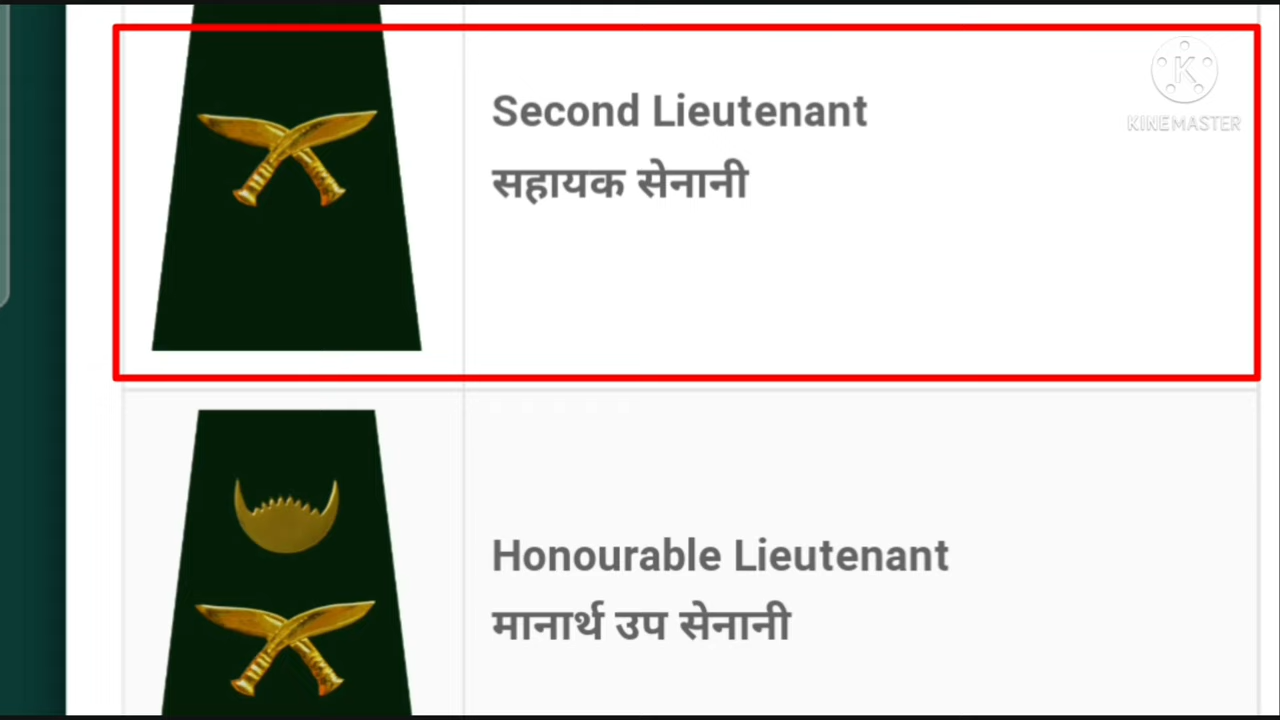 Second Lieutenant
सहायक सेनानी
K
KINEMASTER
Honourable Lieutenant
मानार्थ उप सेनानी